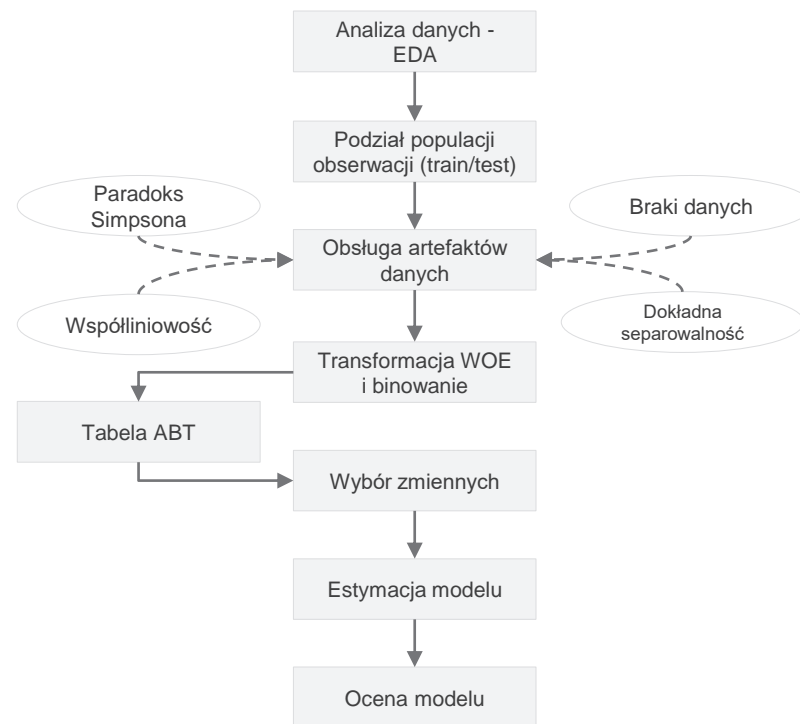 Analiza danych -
EDA
Podział populacji
obserwacji (train/test)
Paradoks
Simpsona
Braki danych
Obsługa artefaktów
danych
Współliniowość
Dokładna
separowalność
Transformacja WOE
i binowanie
Tabela ABT
Wybór zmiennych
Estymacja modelu
Ocena modelu